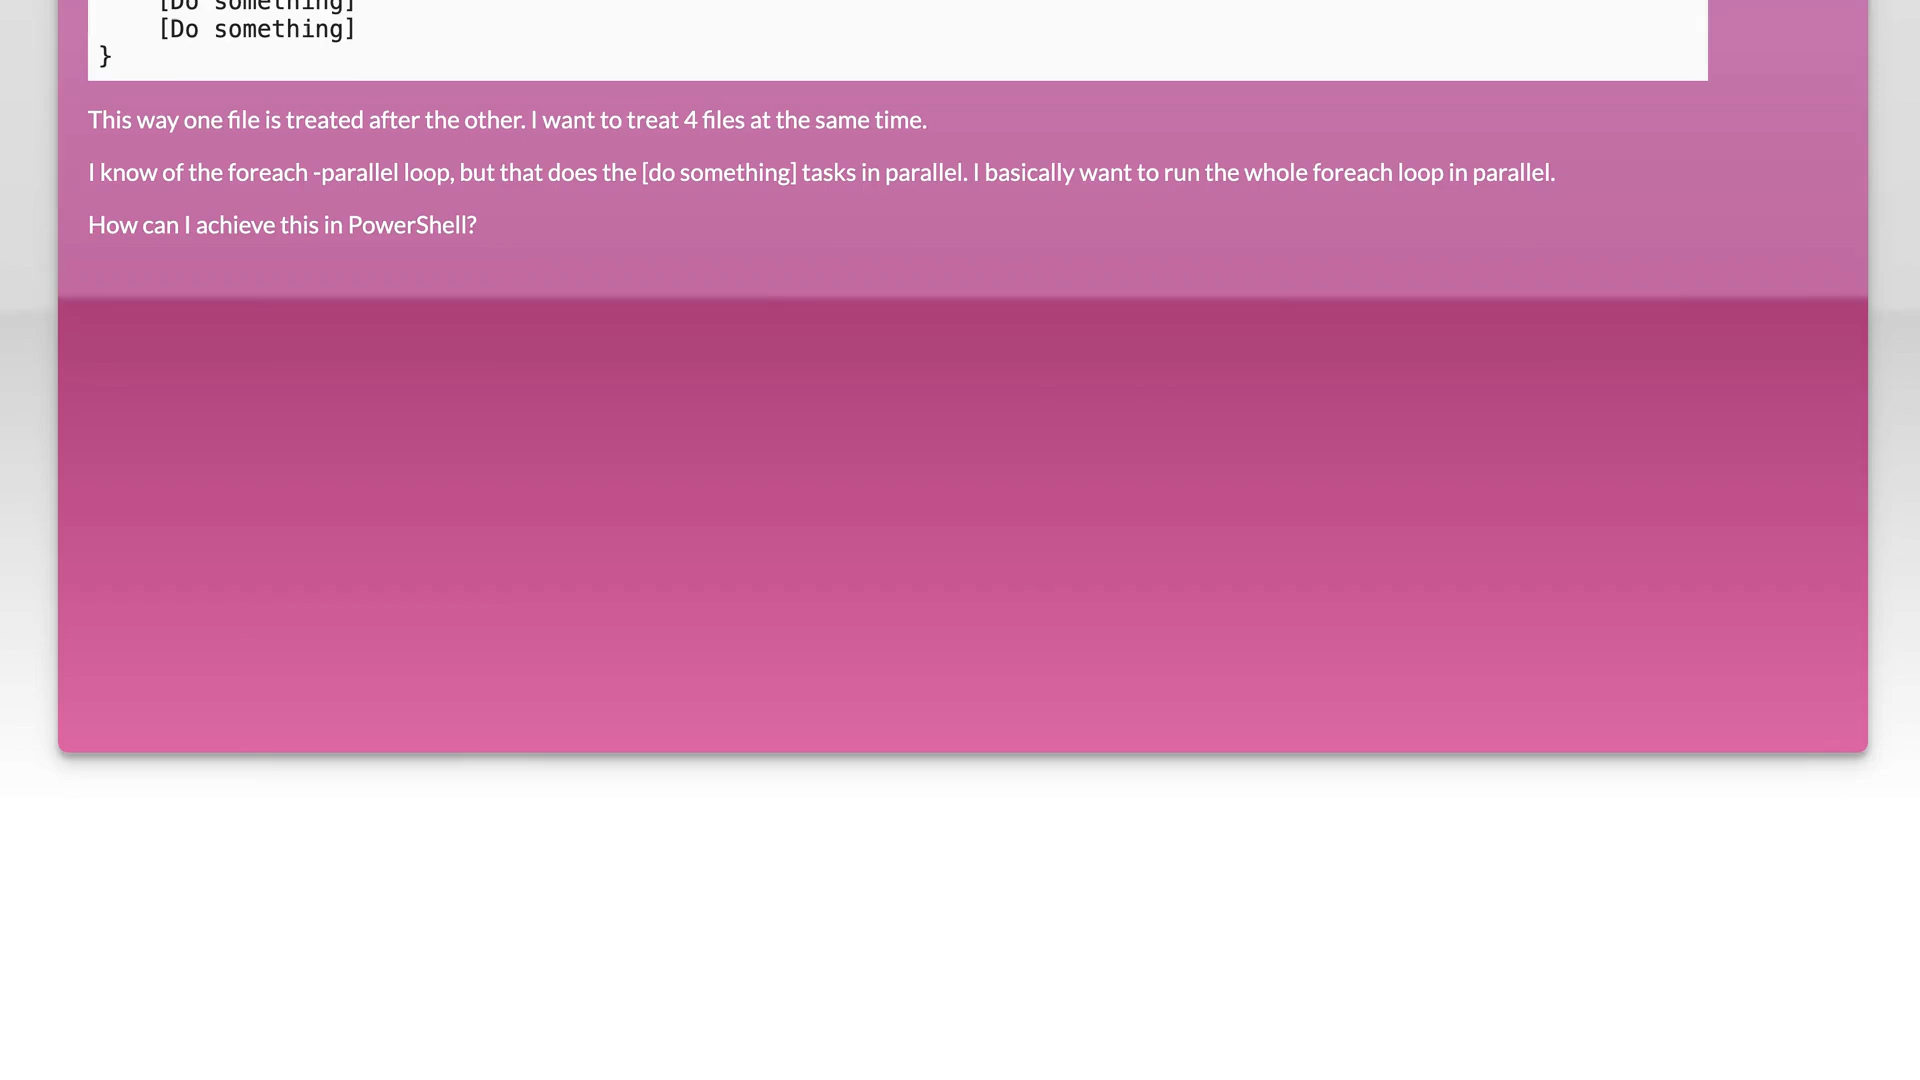 [Do something]
[Do something]
}
This way one file is treated after the other. I want to treat 4 files at the same time.
I know of the foreach -parallel loop, but that does the [do something] tasks in parallel. I basically want to run the whole foreach loop in parallel.
How can I achieve this in PowerShell?